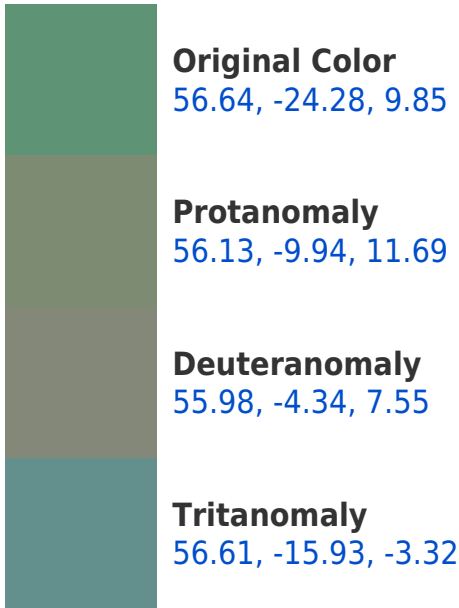 Original Color
56.64, -24.28, 9.85
Protanomaly
56.13, -9.94, 11.69
Deuteranomaly
55.98, -4.34, 7.55
Tritanomaly
56.61, -15.93, -3.32